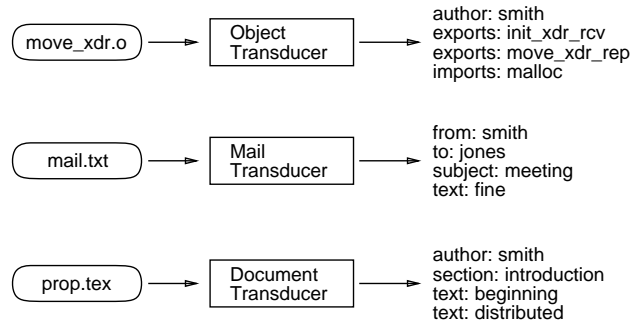 move_xdr.o
Object
Transducer
author: smith
exports: init_xdr_rcv
exports: move_xdr_rep
imports: malloc
mail.txt
Mail
Transducer
from: smith
to: jones
subject: meeting
text: fine
prop.tex
Document
Transducer
author: smith
section: introduction
text: beginning
text: distributed